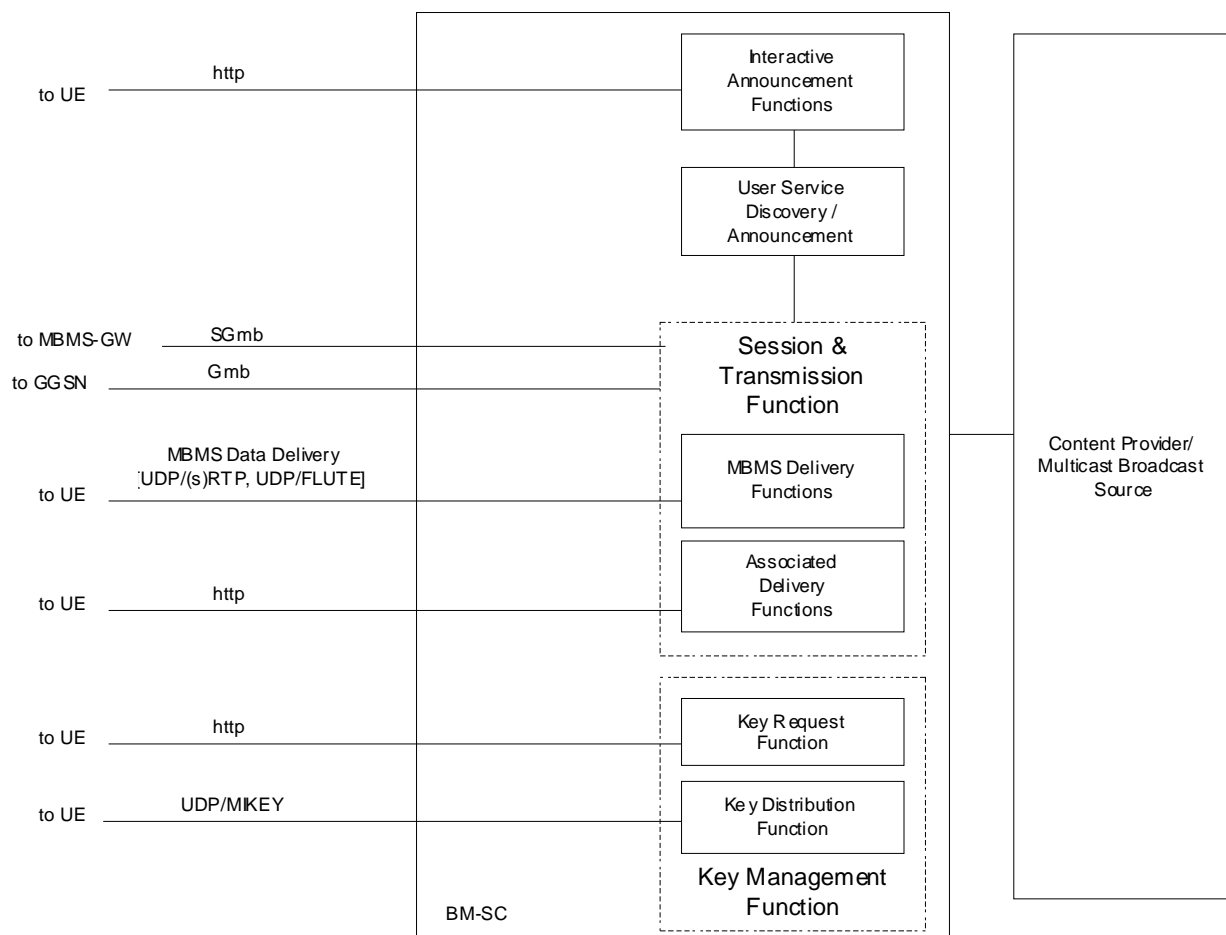 Interactive
Announcement
Functions
http
to UE
User Service
Discovery /
Announcement
to MBMS-GW
SGmb
to GGSN
Gmb
Session &
Transmission
Function
MBMS Data Delivery
[UDP/(s)RTP, UDP/FLUTE]
to UE
MBMS Delivery
Functions
Content Provider/
Multicast Broadcast
Source
http
to UE
Associated
Delivery
Functions
http
to UE
Key Request
Function
UDP/MIKEY
to UE
Key Distribution
Function
Key Management
Function
BM-SC